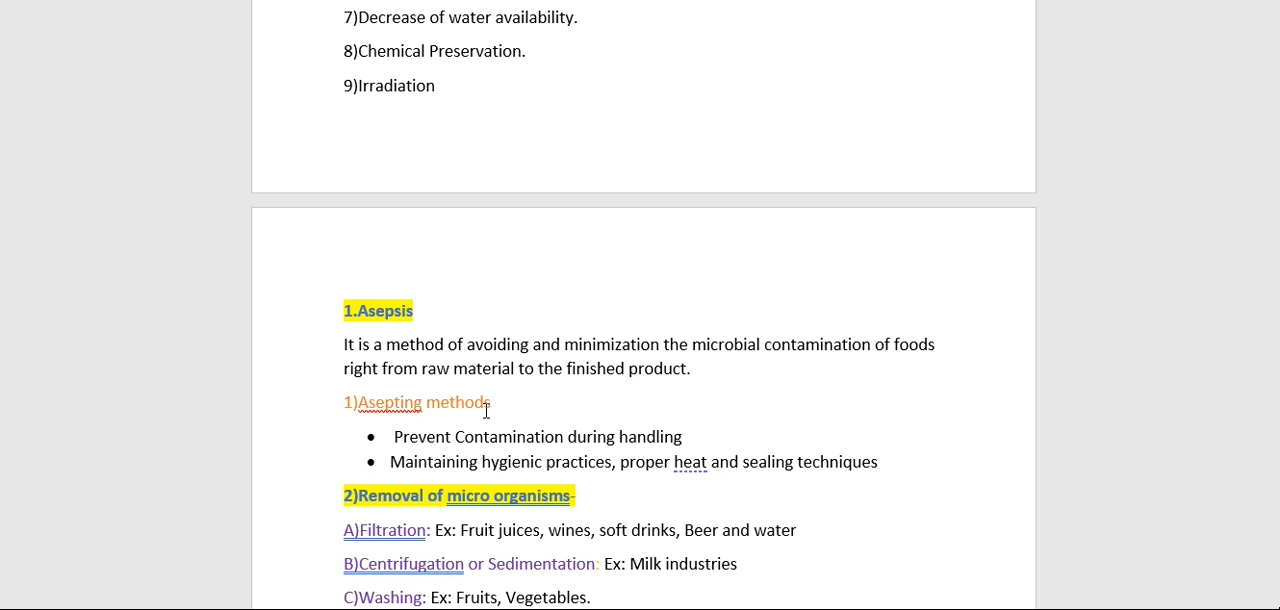 7)Decrease of water availability.
8)Chemical Preservation.
9)Irradiation
1.Asepsis
It is a method of avoiding and minimization the microbial contamination of foods
right from raw material to the finished product.
1)Asepting methods
• Prevent Contamination during handling
• Maintaining hygienic practices, proper heat and sealing techniques
2)Removal of micro organisms-
A)Filtration: Ex: Fruit juices, wines, soft drinks, Beer and water
B)Centrifugation or Sedimentation: Ex: Milk industries
C)Washing: Ex: Fruits, Vegetables.